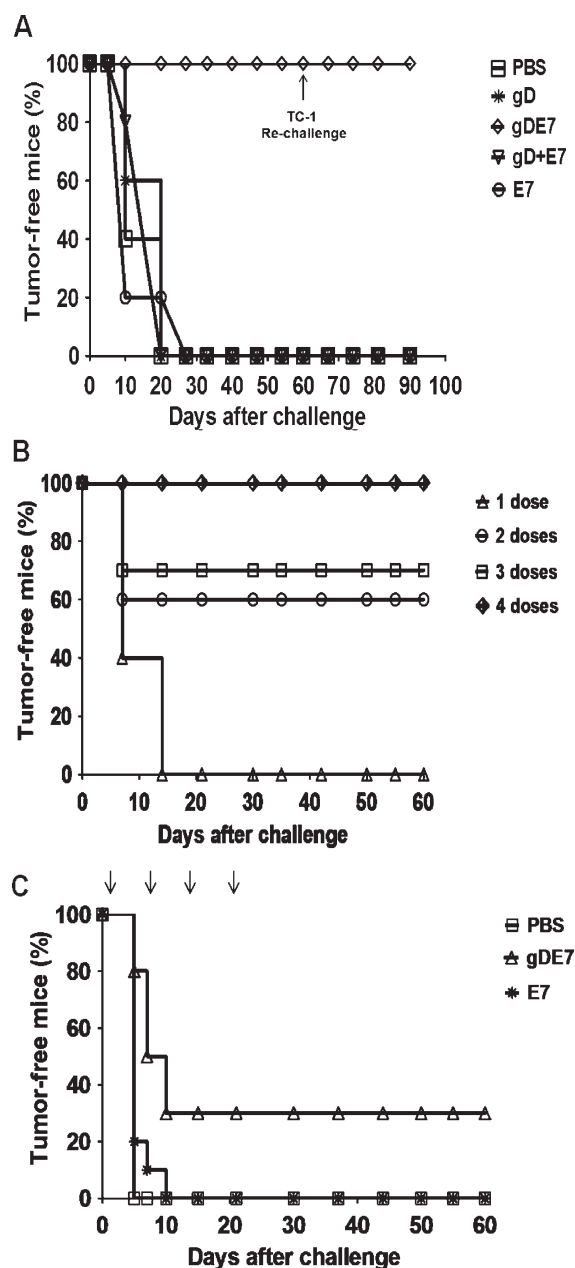 A
Tumor-free mice (%)
100
80
60
40
20
0
TC-1
Re-challenge
0 10 20 30 40 50 60 70 80 90 100
Days after challenge
PBS
gD
gDE7
gD+E7
E7
B
Tumor-free mice (%)
100
80
60
40
20
0
0 10 20 30 40 50 60
Days after challenge
1 dose
2 doses
3 doses
4 doses
C
Tumor-free mice (%)
100
80
60
40
20
0
0 10 20 30 40 50 60
Days after challenge
PBS
gDE7
E7